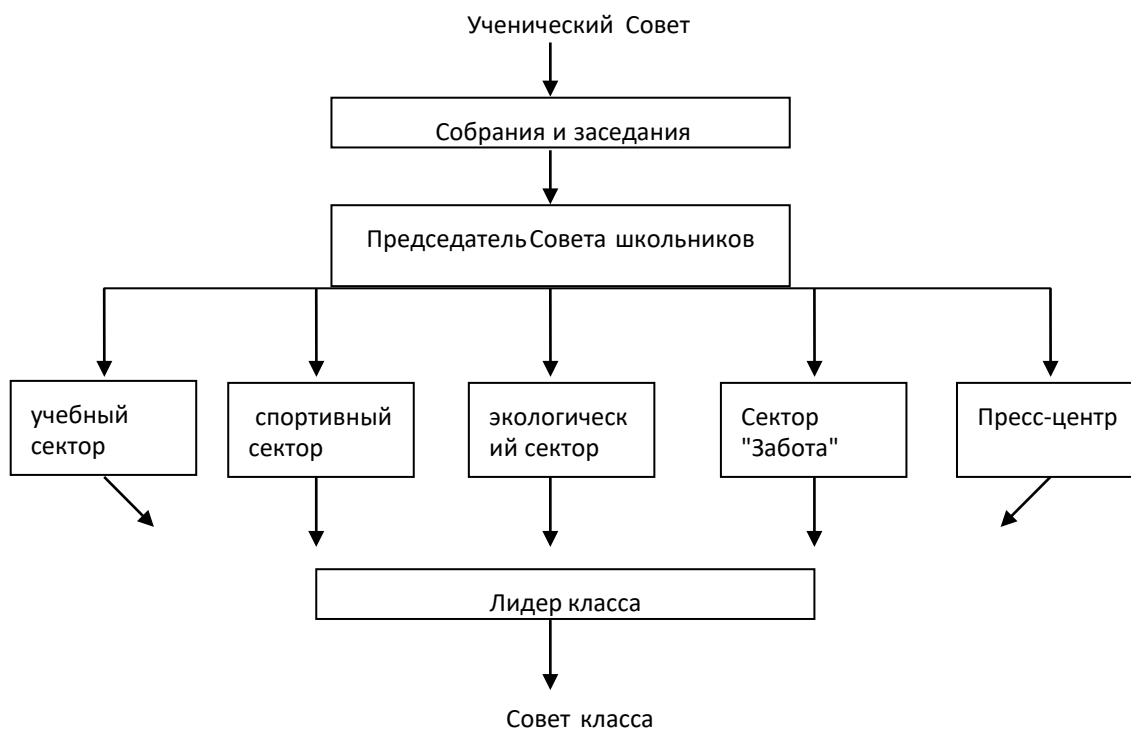 Ученический Совет
Собрания и заседания
Председатель Совета школьников
учебный
сектор
спортивный
сектор
экологическ
ий сектор
Сектор
"Забота"
Пресс-центр
Лидер класса
Совет класса